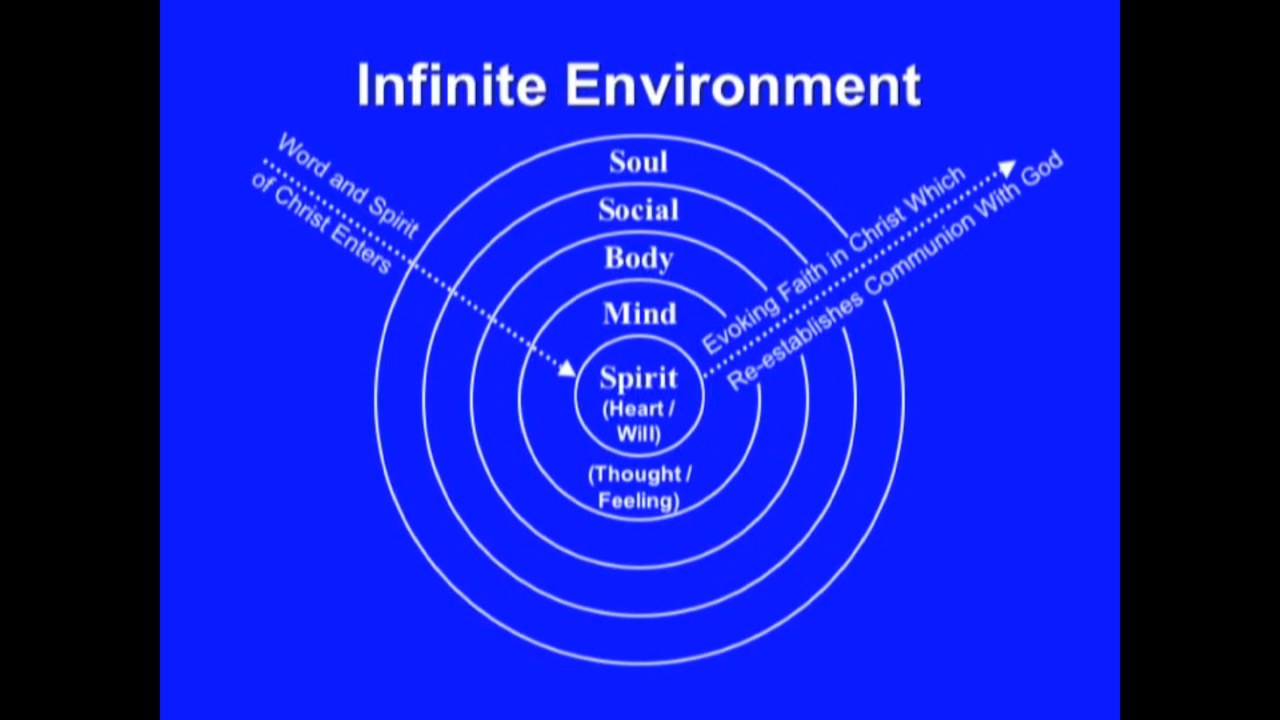 Infinite Environment
Word and Spirit
of Christ Enters
Soul
Social
Body
Mind
Spirit
(Heart /
Will)
(Thought /
Feeling)
Evoking Faith in Christ Which
Re-establishes Communion With God